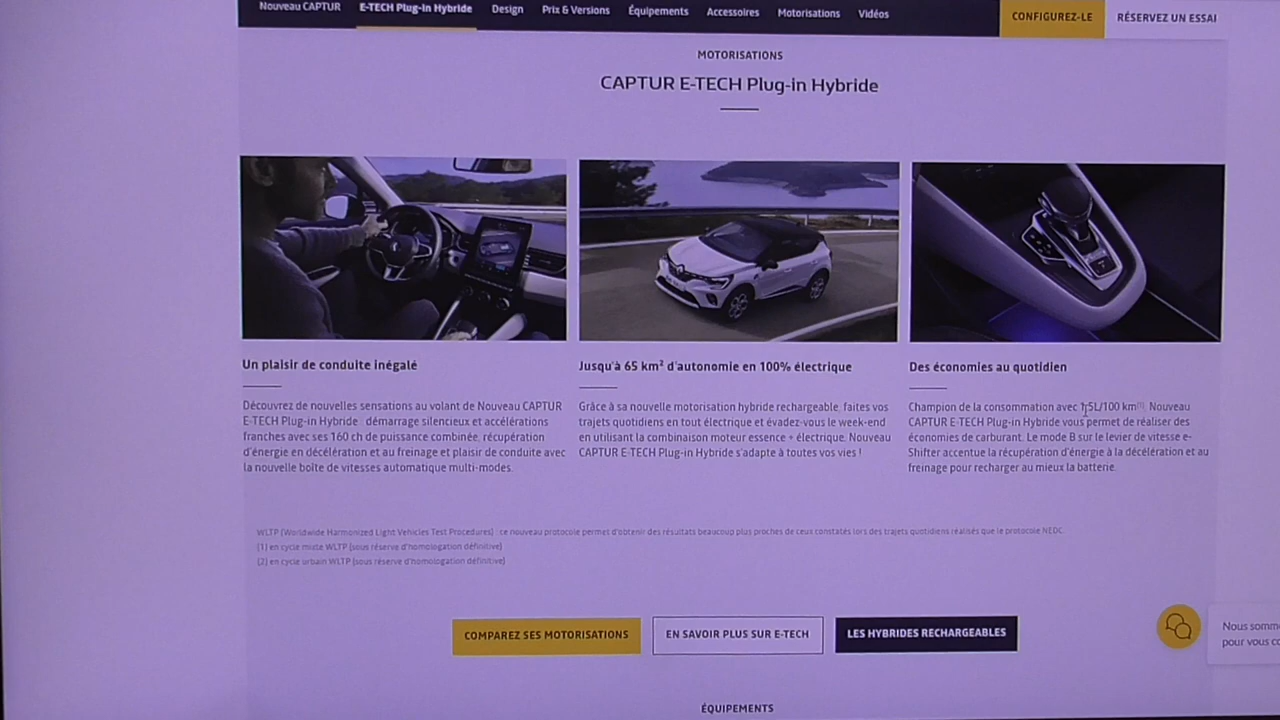 Nouveau CAPTUR E-TECH Plug-in Hybride Design Prix & Versions Équipements Accessoires Motorisations Vidéos CONFIGUREZ-LE RÉSERVEZ UN ESSAI
MOTORISATIONS
CAPTUR E-TECH Plug-in Hybride
Un plaisir de conduite inégalé
Découvrez de nouvelles sensations au volant de Nouveau CAPTUR
E-TECH Plug-in Hybride : démarrage silencieux et accélérations
franches avec ses 160 ch de puissance combinée, récupération
d'énergie en décélération et au freinage et plaisir de conduite avec
la nouvelle boîte de vitesses automatique multi-modes.
Jusqu'à 65 km² d'autonomie en 100% électrique
Grâce à sa nouvelle motorisation hybride rechargeable, faites vos
trajets quotidiens en tout électrique et évadez-vous le week-end
en utilisant la combinaison moteur essence + électrique. Nouveau
CAPTUR E-TECH Plug-in Hybride s'adapte à toutes vos vies !
Des économies au quotidien
Champion de la consommation avec 1,5L/100 km⁽¹⁾, Nouveau
CAPTUR E-TECH Plug-in Hybride vous permet de réaliser des
économies de carburant. Le mode B sur le levier de vitesse e-
Shifter accentue la récupération d'énergie à la décélération et au
freinage pour recharger au mieux la batterie.
WLTP (Worldwide Harmonized Light Vehicles Test Procedures) : ce nouveau protocole permet d'obtenir des résultats beaucoup plus proches de ceux constatés lors des trajets quotidiens réalisés que le protocole NEDC.
(1) en cycle mixte WLTP (sous réserve d'homologation définitive)
(2) en cycle urbain WLTP (sous réserve d'homologation définitive)
COMPAREZ SES MOTORISATIONS EN SAVOIR PLUS SUR E-TECH LES HYBRIDES RECHARGEABLES
Nous somm
pour vous co
ÉQUIPEMENTS